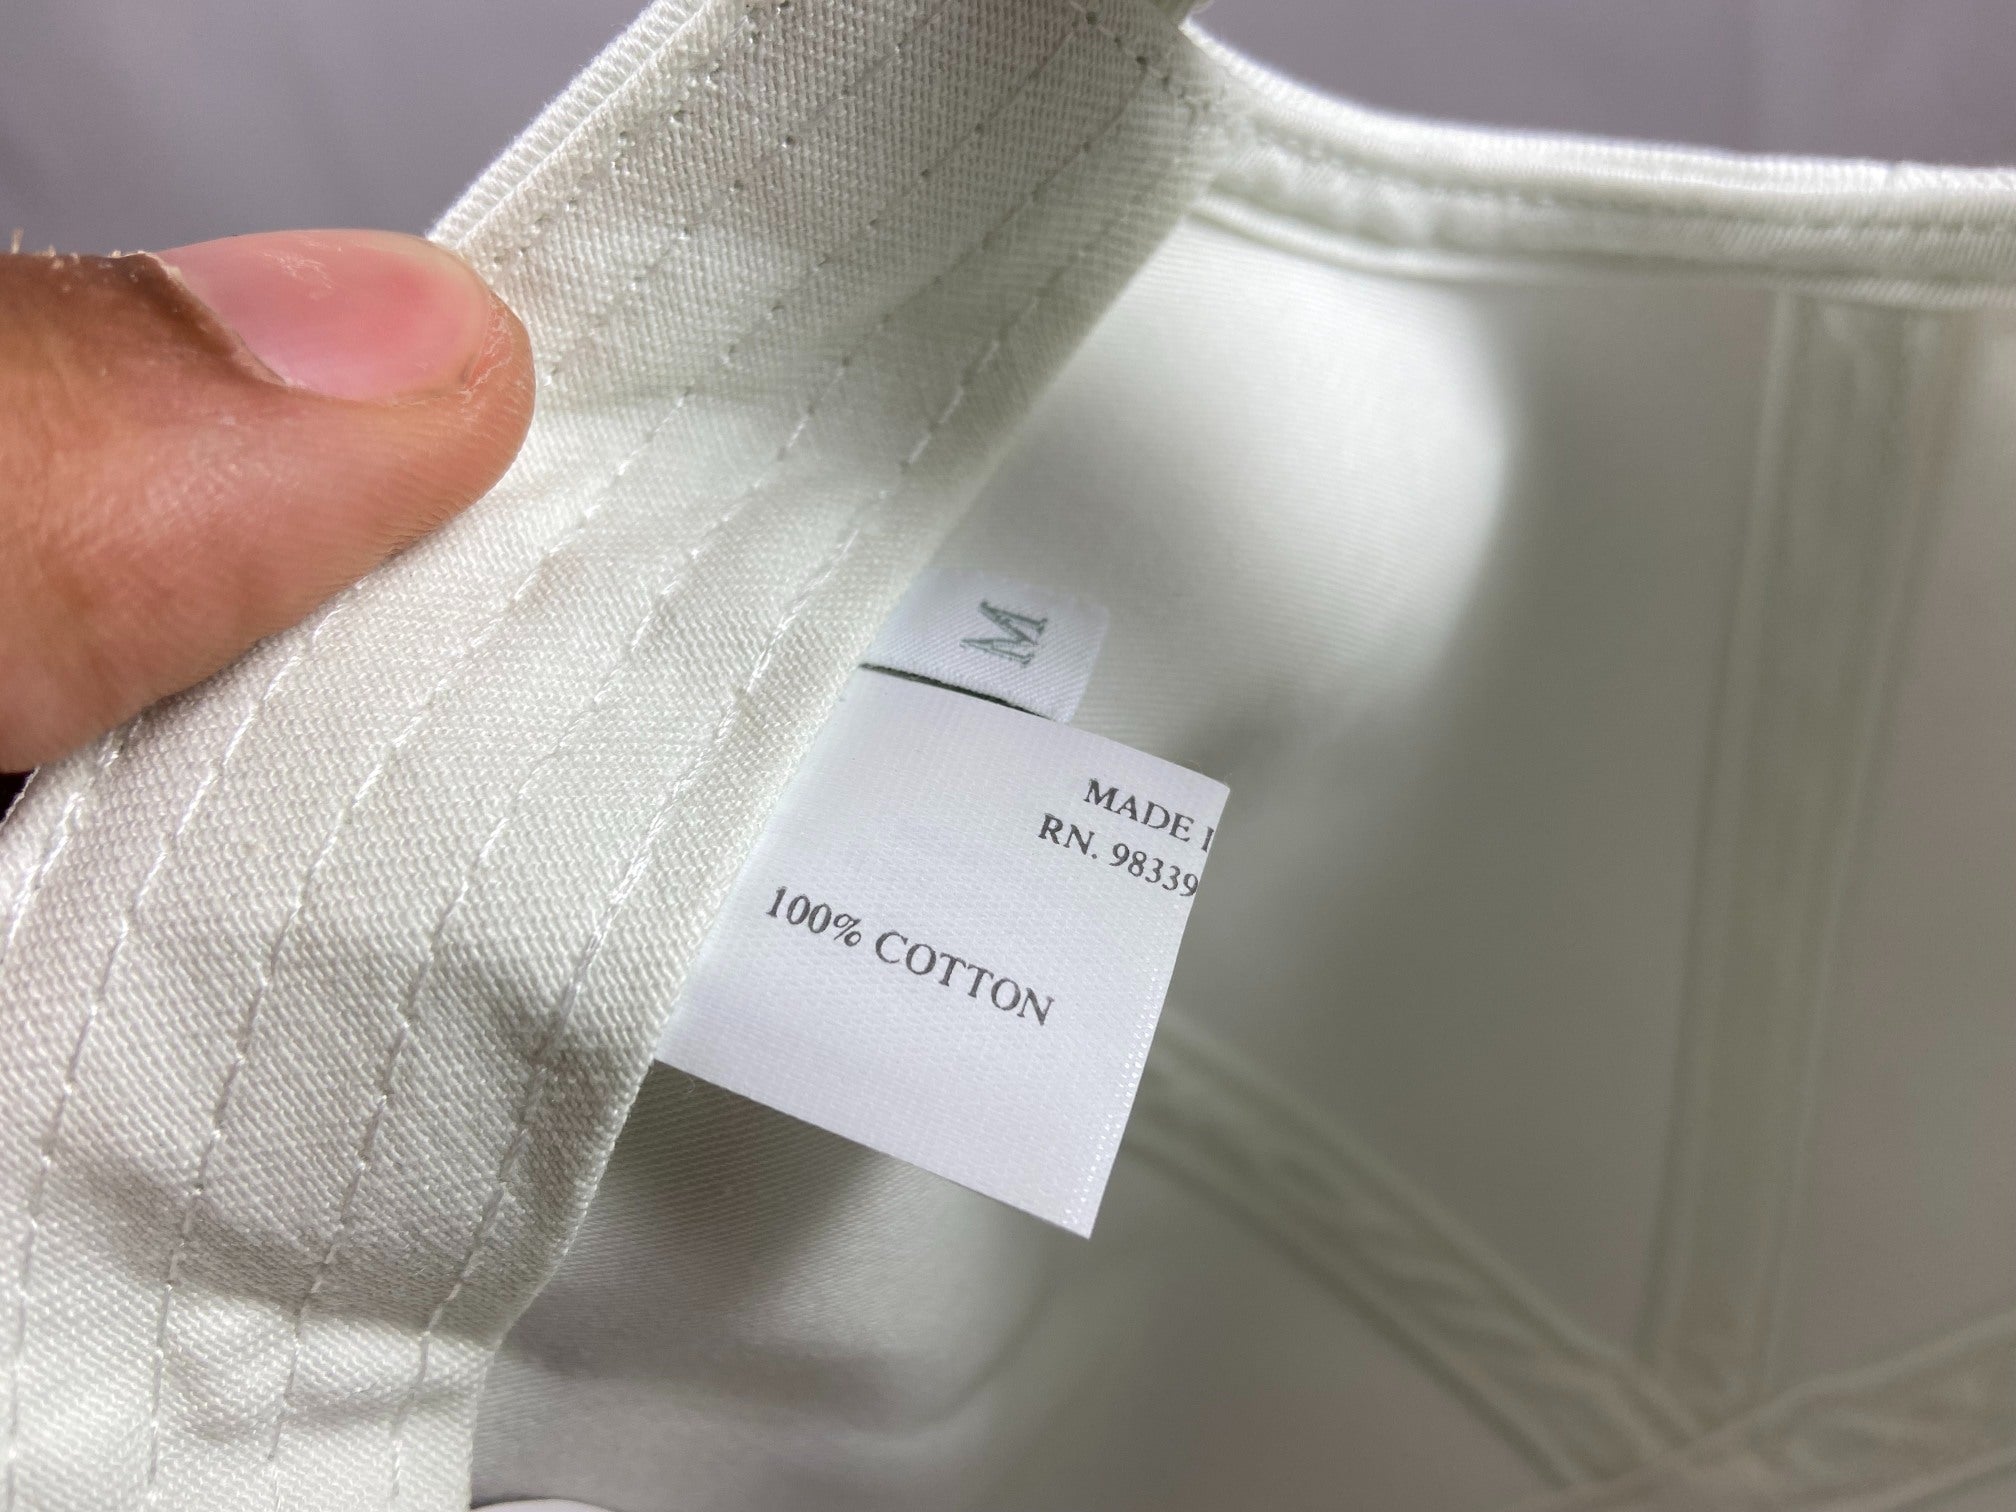 M
MADE I
RN. 98339
100% COTTON